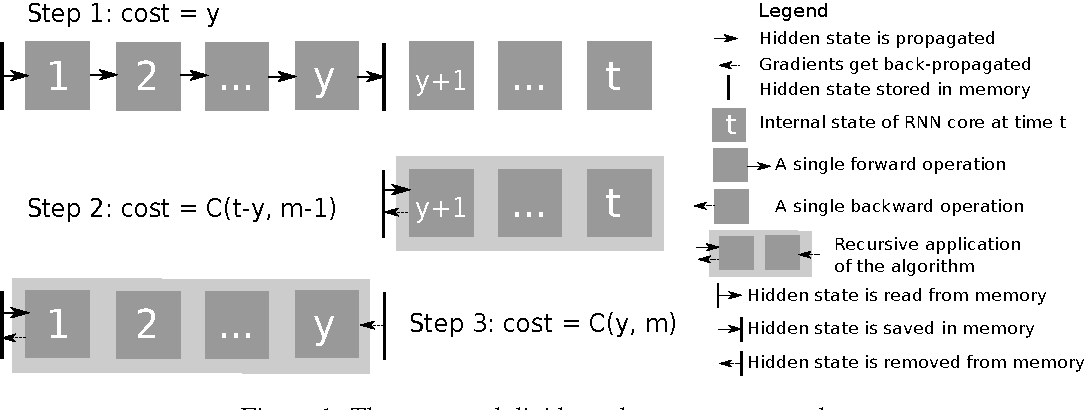 Step 1: cost = y
1 2 ... y y+1 ... t
Step 2: cost = C(t-y, m-1)
y+1 ... t
1 2 ... y
Step 3: cost = C(y, m)
Legend
Hidden state is propagated
Gradients get back-propagated
Hidden state stored in memory
t Internal state of RNN core at time t
A single forward operation
A single backward operation
Recursive application
of the algorithm
Hidden state is read from memory
Hidden state is saved in memory
Hidden state is removed from memory